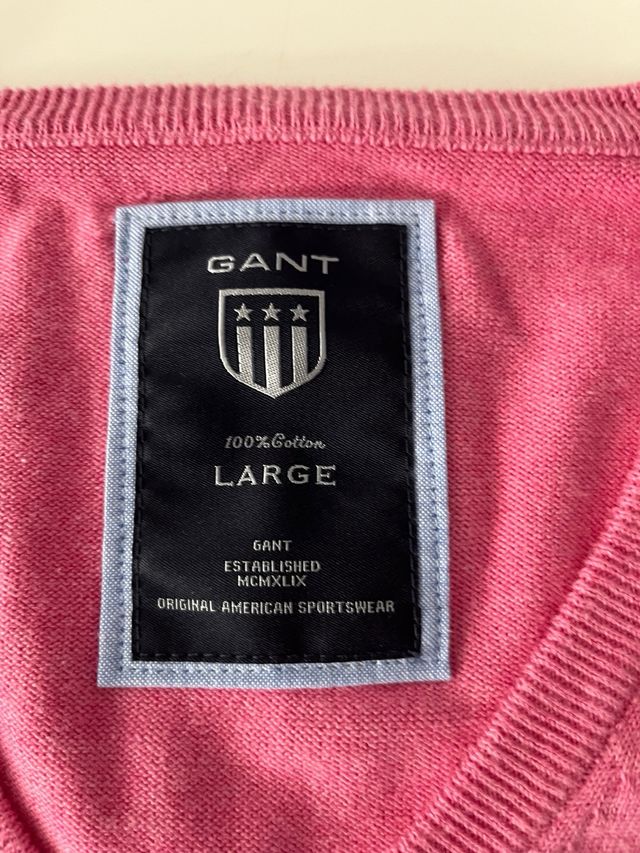 GANT
100% Cotton
LARGE
GANT
ESTABLISHED
MCMXLIX
ORIGINAL AMERICAN SPORTSWEAR